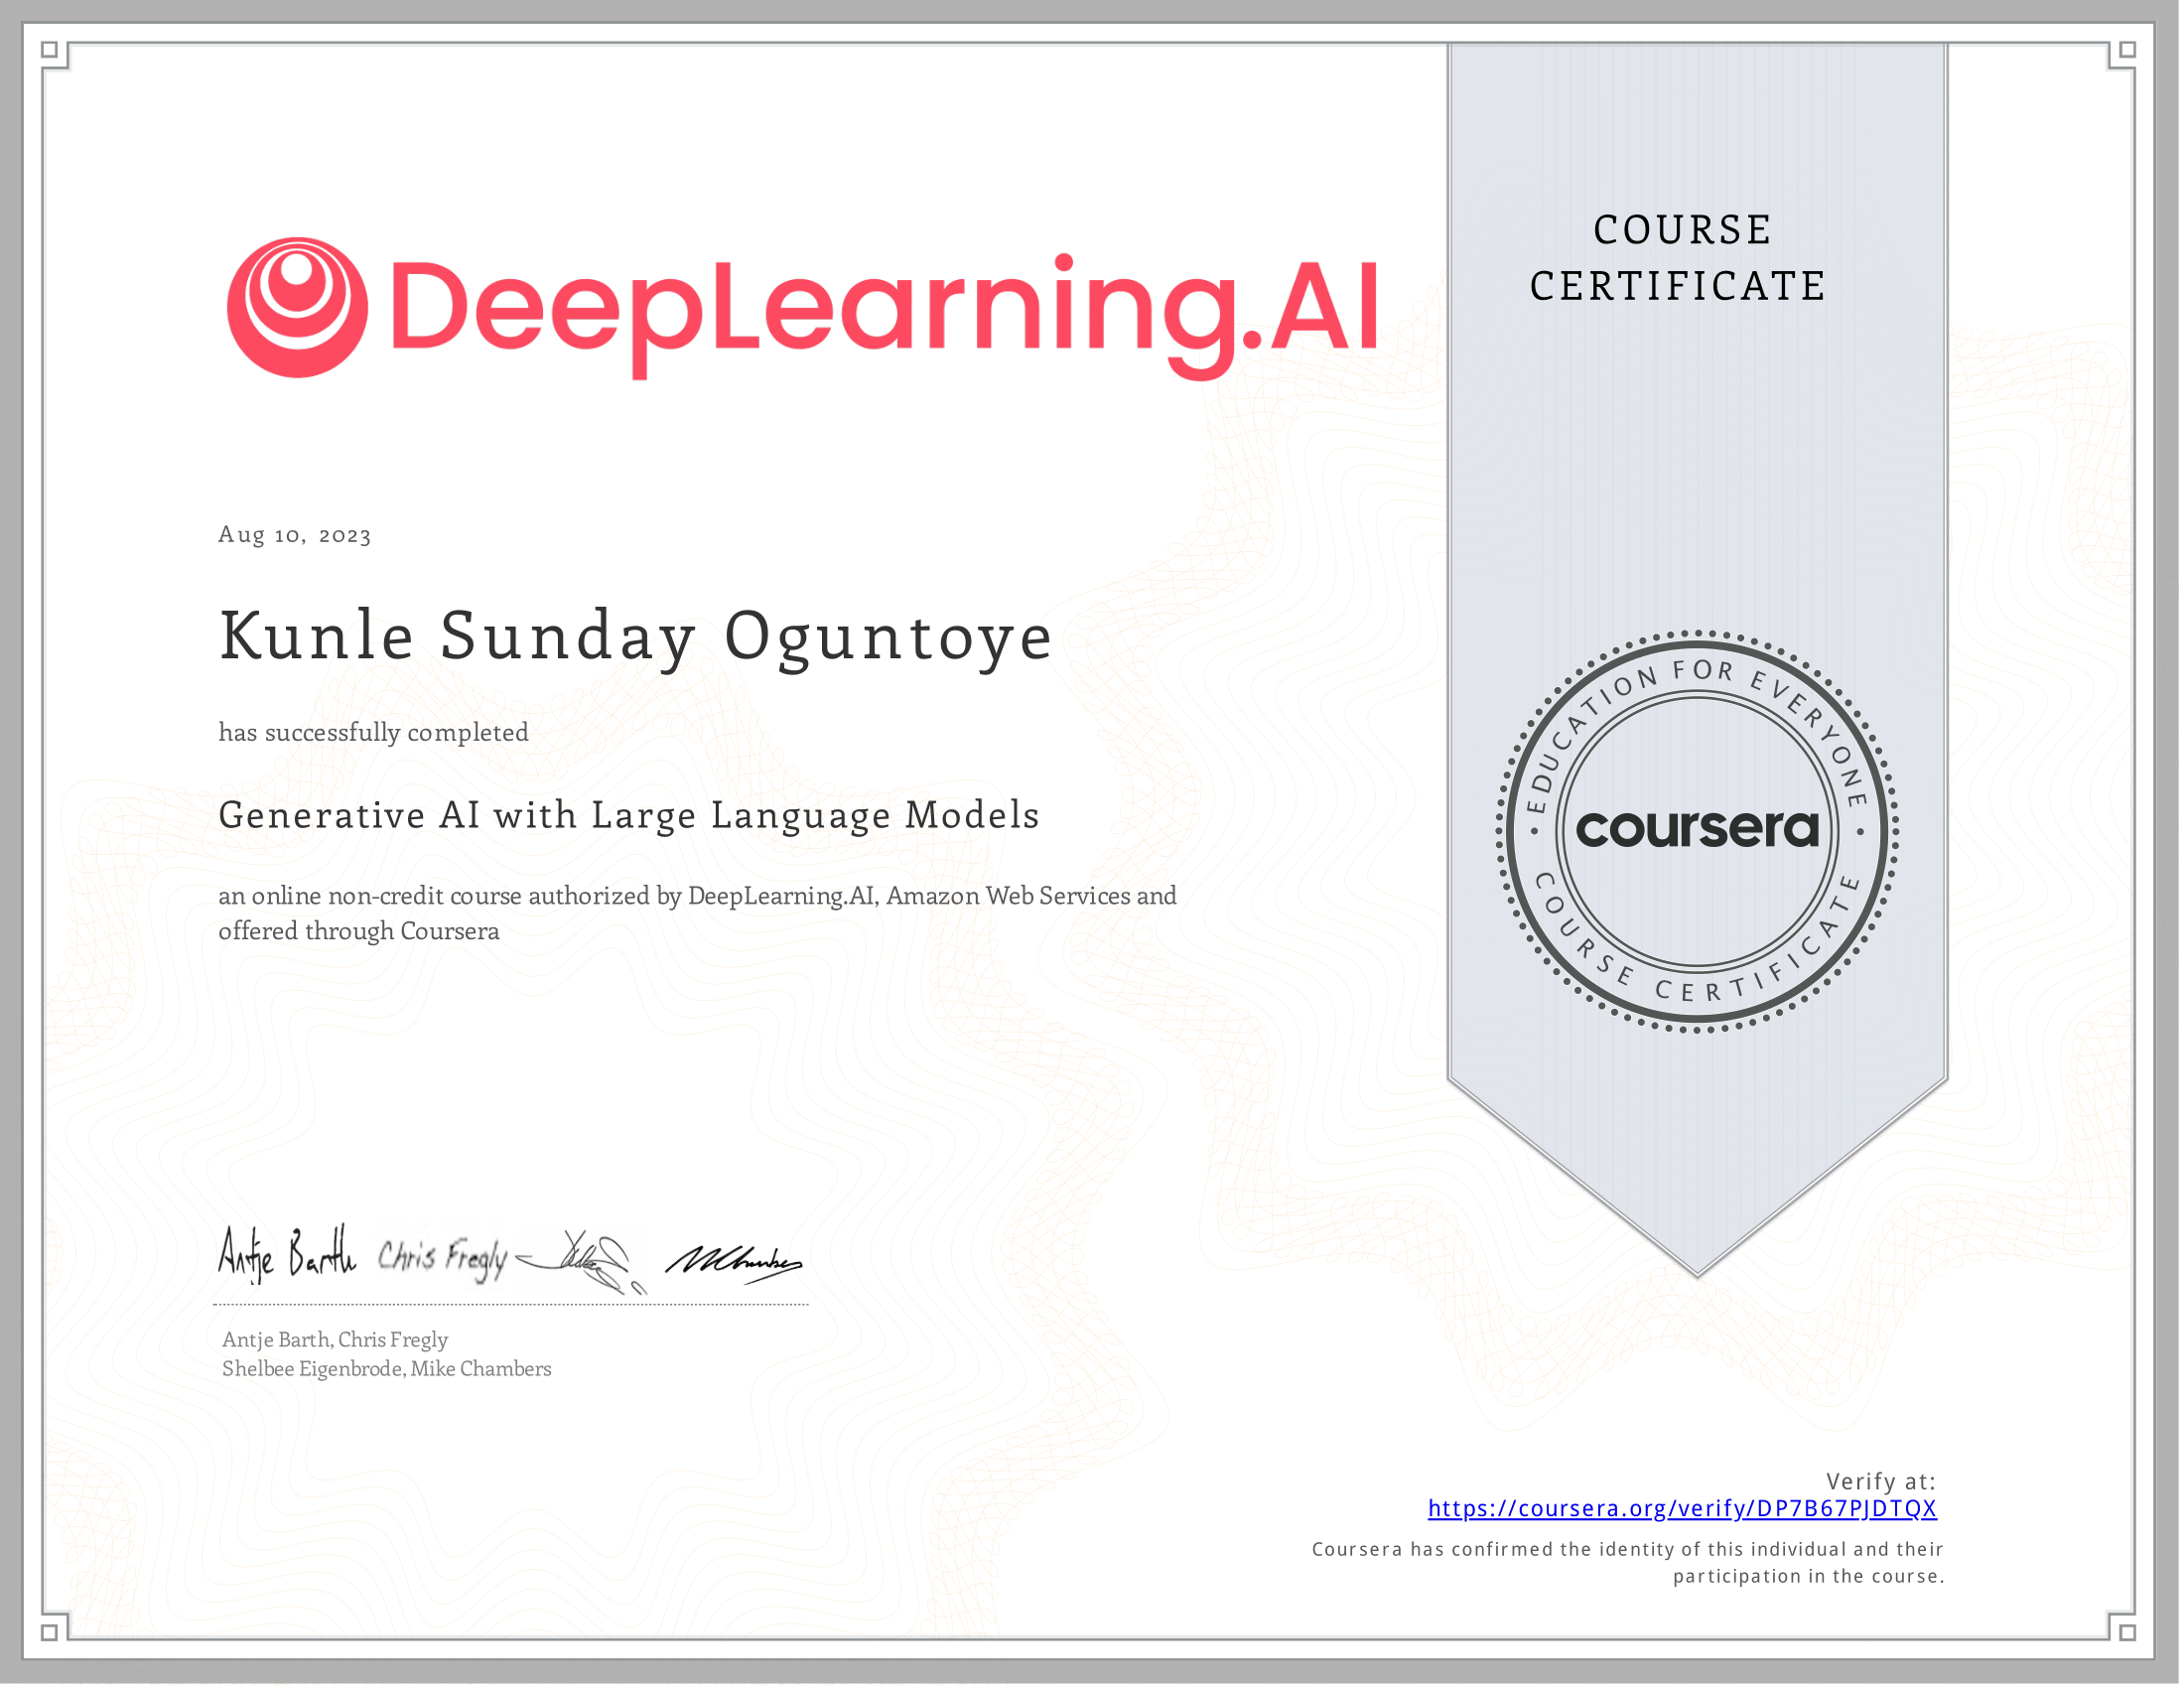 DeepLearning.AI
COURSE
CERTIFICATE
Aug 10, 2023
Kunle Sunday Oguntoye
has successfully completed
Generative AI with Large Language Models
an online non-credit course authorized by DeepLearning.AI, Amazon Web Services and
offered through Coursera
EDUCATION FOR EVERYONE
coursera
COURSE CERTIFICATE
Antje Barth Chris Fregly
Antje Barth, Chris Fregly
Shelbee Eigenbrode, Mike Chambers
Verify at:
https://coursera.org/verify/DP7B67PJDTQX
Coursera has confirmed the identity of this individual and their
participation in the course.